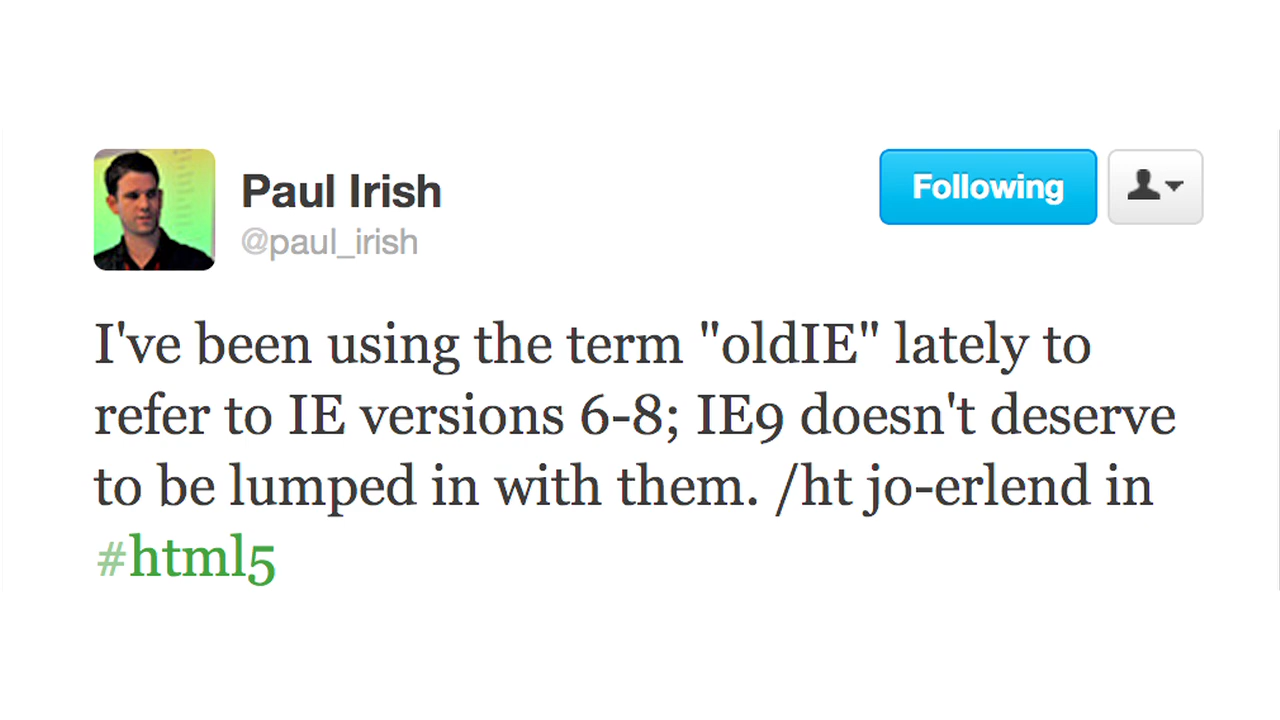 Paul Irish
@paul_irish
Following
I've been using the term "oldIE" lately to
refer to IE versions 6-8; IE9 doesn't deserve
to be lumped in with them. /ht jo-erlend in
#html5